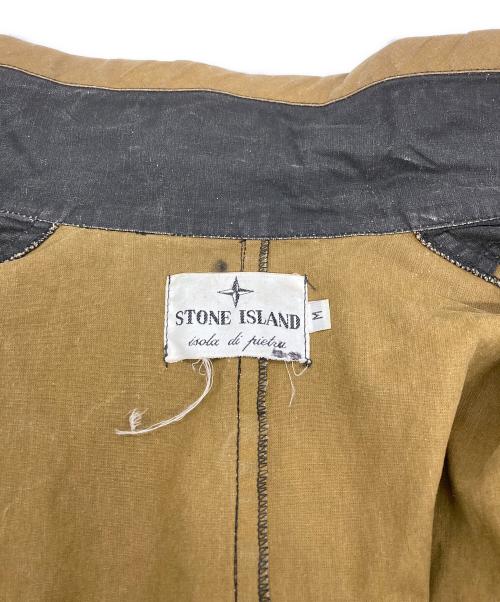 STONE ISLAND
isola di pietra
M